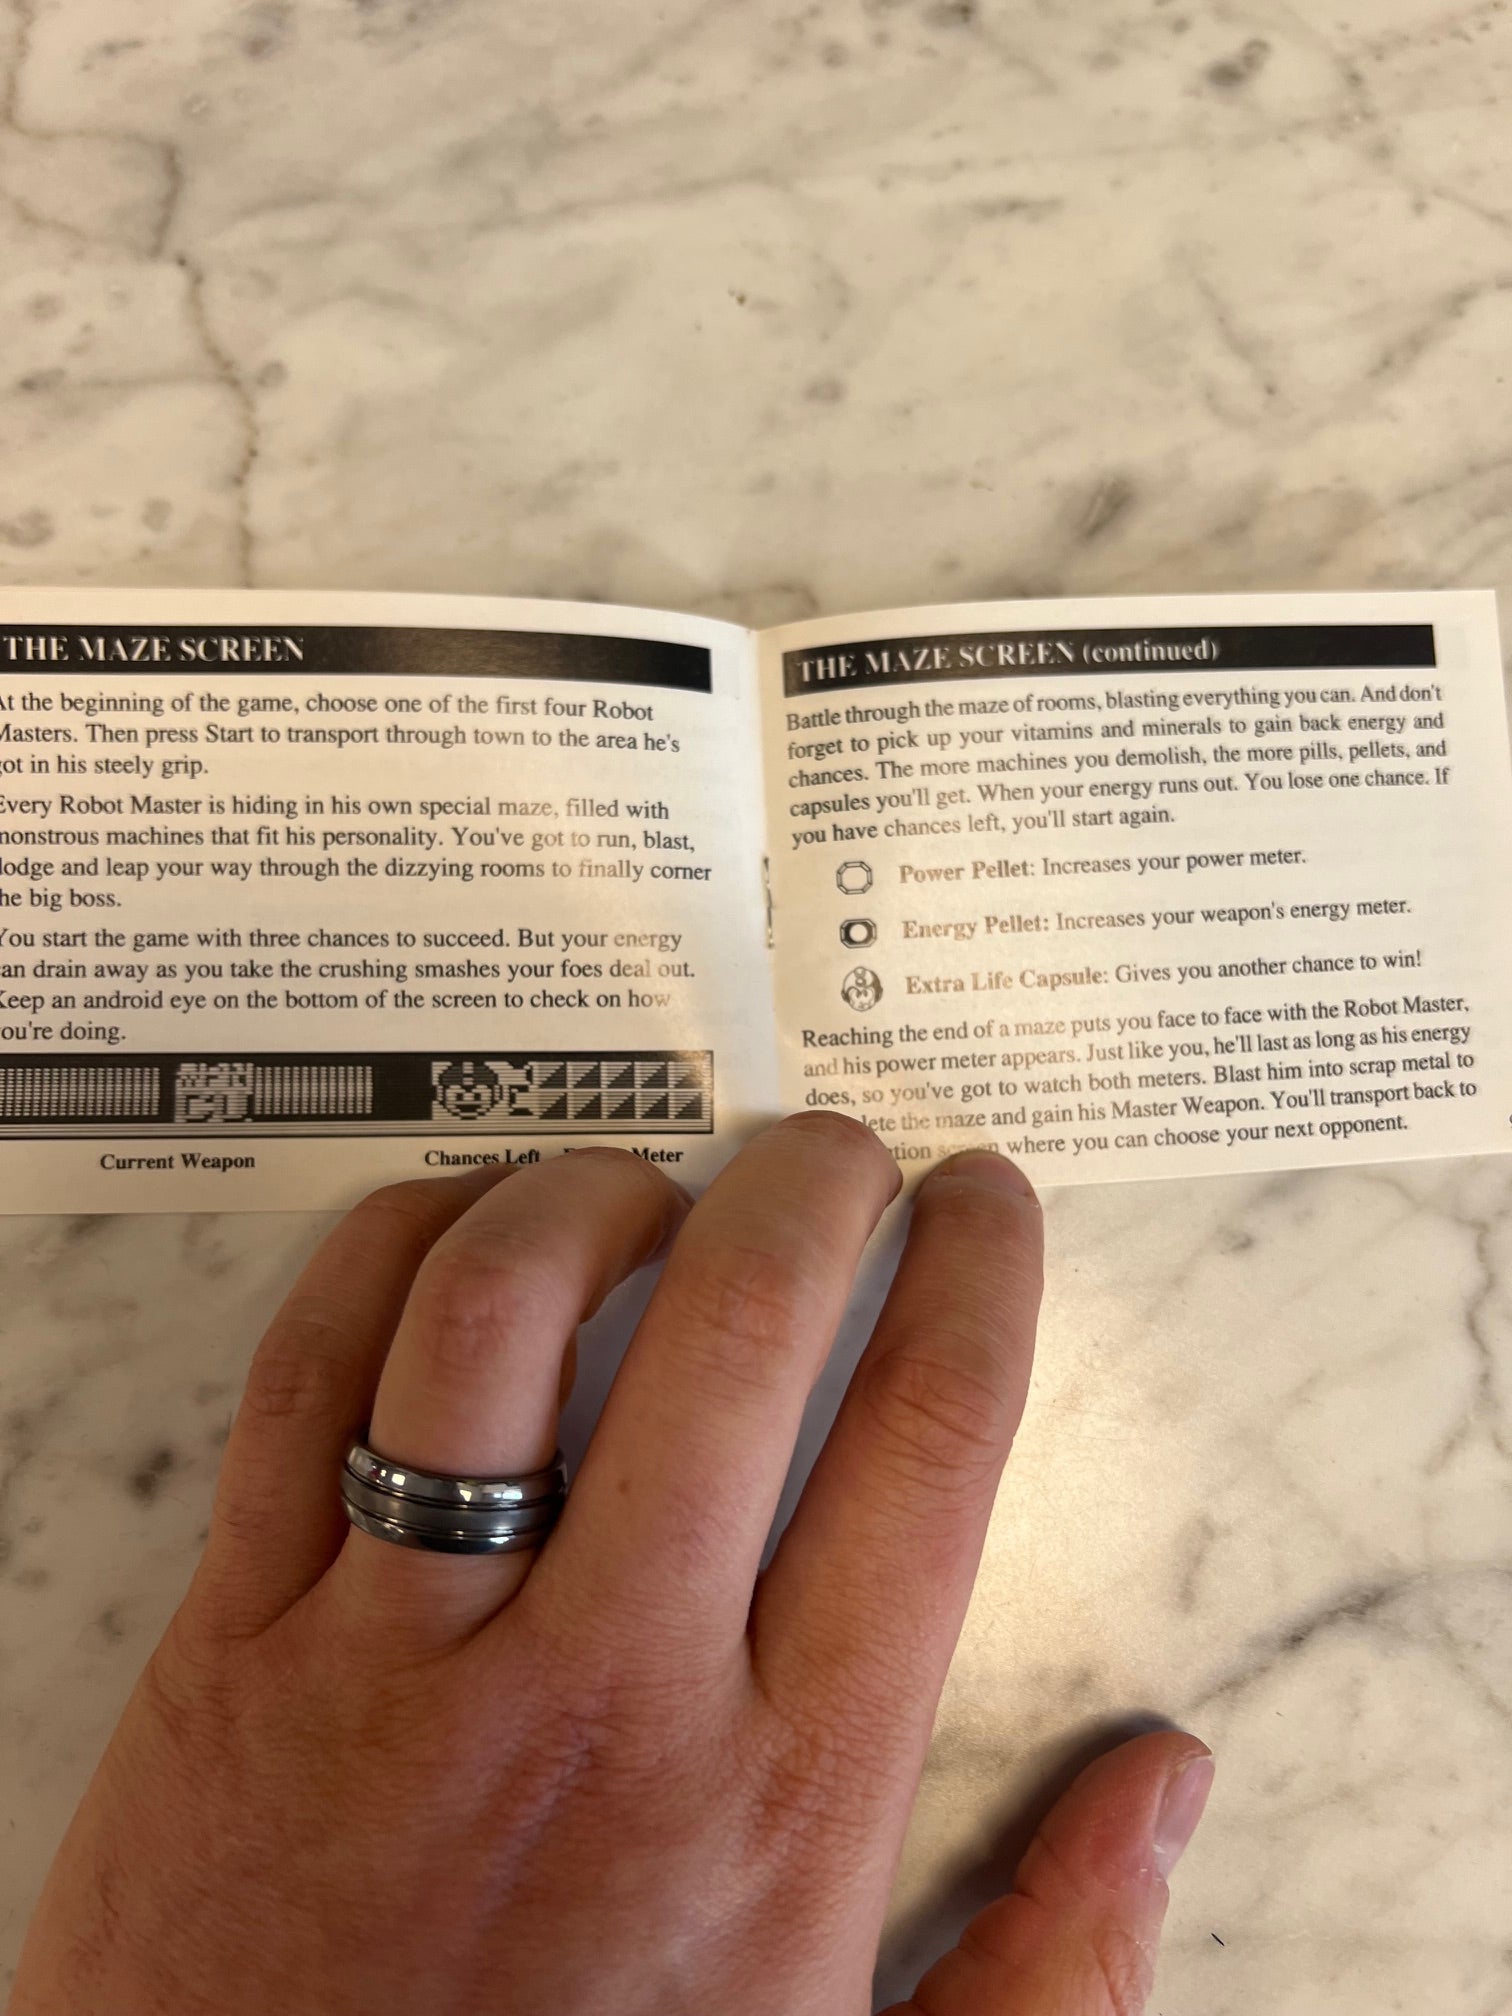 THE MAZE SCREEN
At the beginning of the game, choose one of the first four Robot
Masters. Then press Start to transport through town to the area he's
got in his steely grip.
Every Robot Master is hiding in his own special maze, filled with
monstrous machines that fit his personality. You've got to run, blast,
dodge and leap your way through the dizzying rooms to finally corner
the big boss.
You start the game with three chances to succeed. But your energy
can drain away as you take the crushing smashes your foes deal out.
Keep an android eye on the bottom of the screen to check on how
you're doing.
Current Weapon
Chances Left
Meter
THE MAZE SCREEN (continued)
Battle through the maze of rooms, blasting everything you can. And don't
forget to pick up your vitamins and minerals to gain back energy and
chances. The more machines you demolish, the more pills, pellets, and
capsules you'll get. When your energy runs out. You lose one chance. If
you have chances left, you'll start again.
Power Pellet: Increases your power meter.
Energy Pellet: Increases your weapon's energy meter.
Extra Life Capsule: Gives you another chance to win!
Reaching the end of a maze puts you face to face with the Robot Master,
and his power meter appears. Just like you, he'll last as long as his energy
does, so you've got to watch both meters. Blast him into scrap metal to
the maze and gain his Master Weapon. You'll transport back to
screen where you can choose your next opponent.